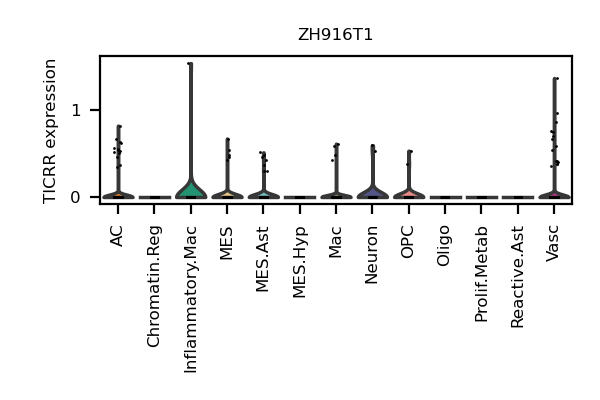 ZH916T1
TICRR expression
1
0
AC
Chromatin.Reg
Inflammatory.Mac
MES
MES.Ast
MES.Hyp
Mac
Neuron
OPC
Oligo
Prolif.Metab
Reactive.Ast
Vasc